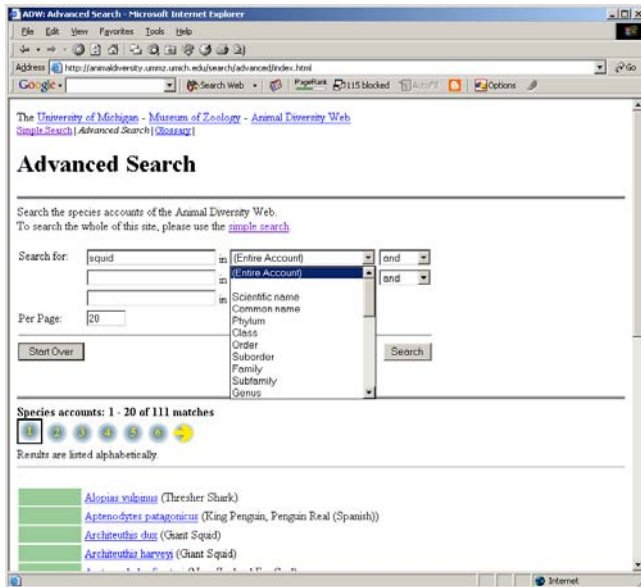 ADW: Advanced Search - Microsoft Internet Explorer
File Edit View Favorites Tools Help
Address http://animaldiversity.ummz.umich.edu/search/advanced/index.html Go
Google Search Web PageRank 115 blocked AutoFill Options
The University of Michigan - Museum of Zoology - Animal Diversity Web
Simple Search | Advanced Search | Glossary |
Advanced Search
Search the species accounts of the Animal Diversity Web.
To search the whole of this site, please use the simple search.
Search for: squid in (Entire Account) and
in (Entire Account) and
in Scientific name
Common name
Per Page: 20 Phylum
Class
Order
Start Over Suborder Search
Family
Subfamily
Genus
Species accounts: 1 - 20 of 111 matches
1 2 3 4 5 6
Results are listed alphabetically.
Alopias vulpinus (Thresher Shark)
Aptenodytes patagonicus (King Penguin, Penguin Real (Spanish))
Architeuthis dux (Giant Squid)
Architeuthis harveyi (Giant Squid)
Internet